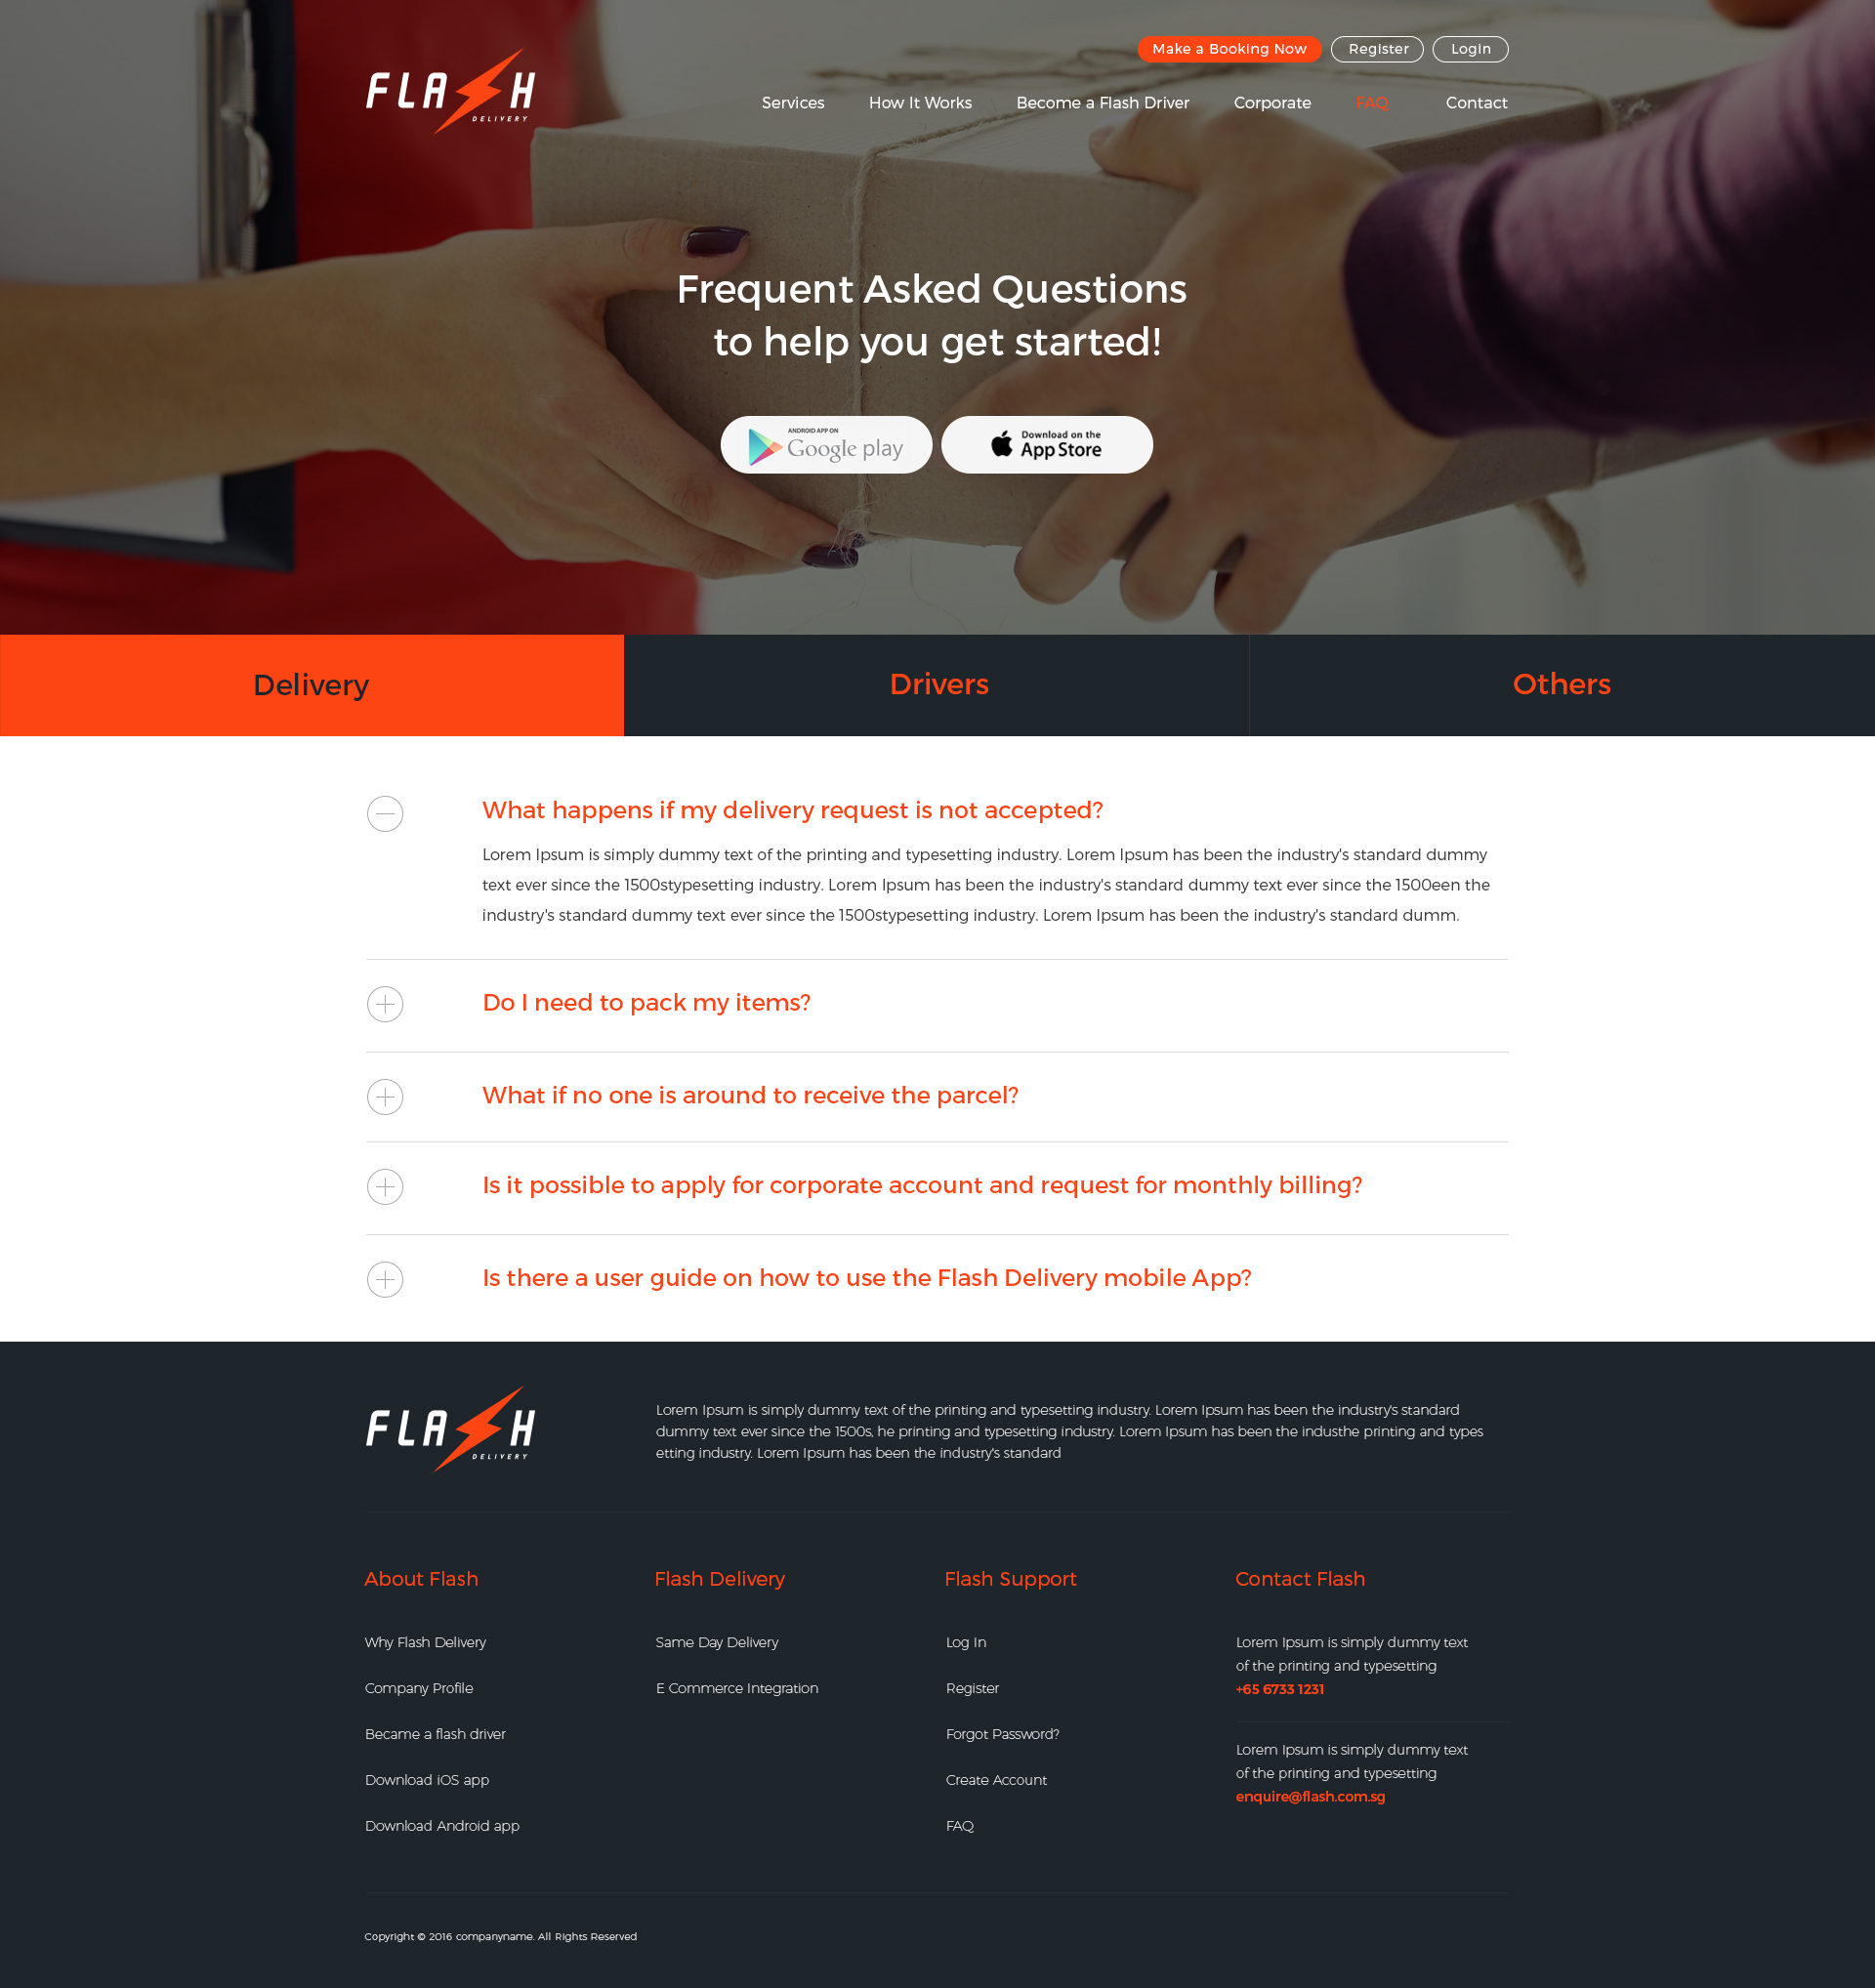 Make a Booking Now Register Login
FLASH
DELIVERY
Services How It Works Become a Flash Driver Corporate FAQ Contact
Frequent Asked Questions
to help you get started!
ANDROID APP ON
Google play
Download on the
App Store
Delivery Drivers Others
What happens if my delivery request is not accepted?
Lorem Ipsum is simply dummy text of the printing and typesetting industry. Lorem Ipsum has been the industry's standard dummy
text ever since the 1500stypesetting industry. Lorem Ipsum has been the industry's standard dummy text ever since the 1500een the
industry's standard dummy text ever since the 1500stypesetting industry. Lorem Ipsum has been the industry's standard dumm.
Do I need to pack my items?
What if no one is around to receive the parcel?
Is it possible to apply for corporate account and request for monthly billing?
Is there a user guide on how to use the Flash Delivery mobile App?
FLASH
DELIVERY
Lorem Ipsum is simply dummy text of the printing and typesetting industry. Lorem Ipsum has been the industry's standard
dummy text ever since the 1500s, he printing and typesetting industry. Lorem Ipsum has been the industhe printing and types
etting industry. Lorem Ipsum has been the industry's standard
About Flash
Why Flash Delivery
Company Profile
Became a flash driver
Download iOS app
Download Android app
Flash Delivery
Same Day Delivery
E Commerce Integration
Flash Support
Log In
Register
Forgot Password?
Create Account
FAQ
Contact Flash
Lorem Ipsum is simply dummy text
of the printing and typesetting
+65 6733 1231
Lorem Ipsum is simply dummy text
of the printing and typesetting
enquire@flash.com.sg
Copyright © 2016 companyname. All Rights Reserved